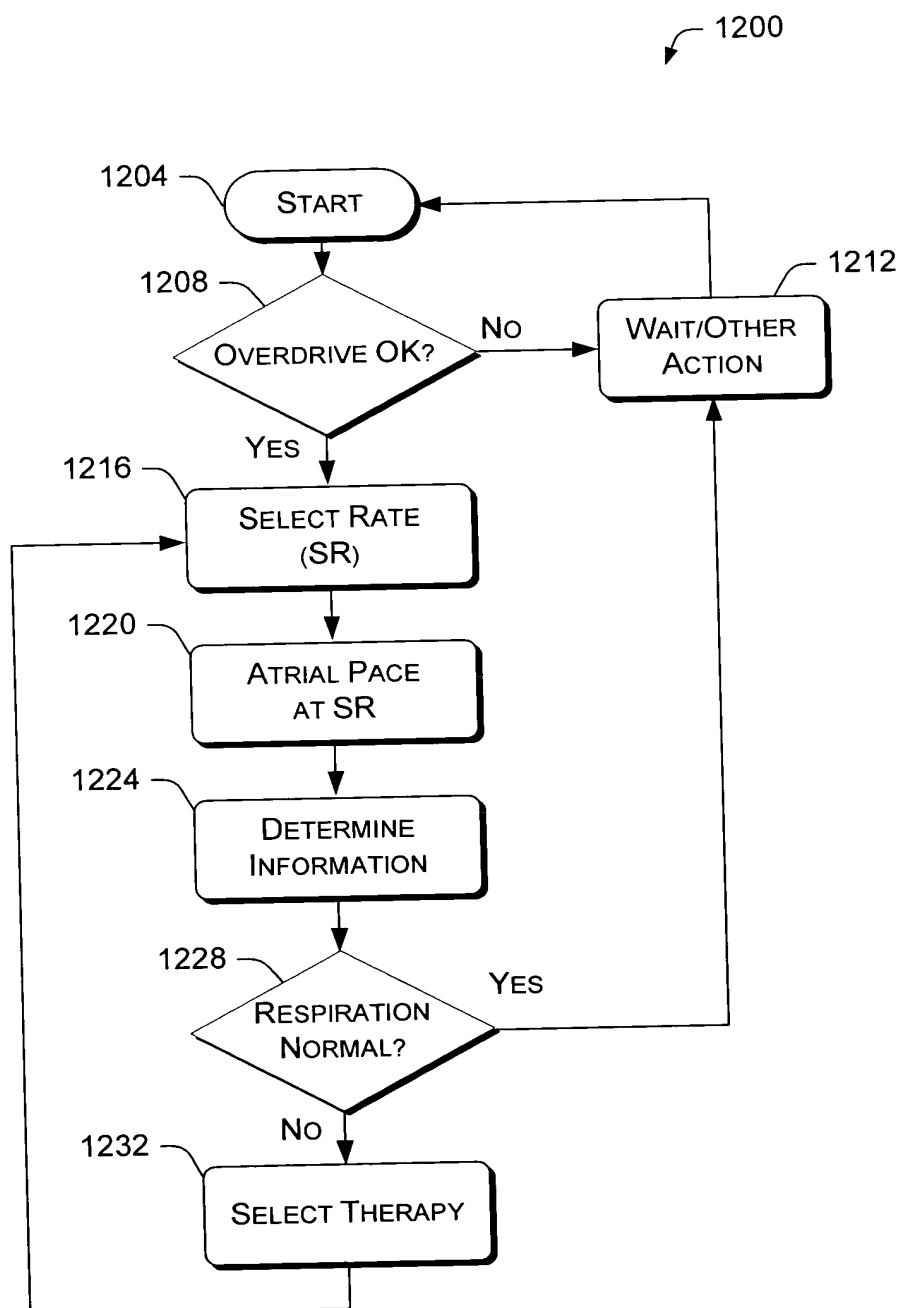 1200
1204
START
1208
OVERDRIVE OK?
NO
1212
WAIT/OTHER
ACTION
YES
1216
SELECT RATE
(SR)
1220
ATRIAL PACE
AT SR
1224
DETERMINE
INFORMATION
1228
RESPIRATION
NORMAL?
YES
NO
1232
SELECT THERAPY